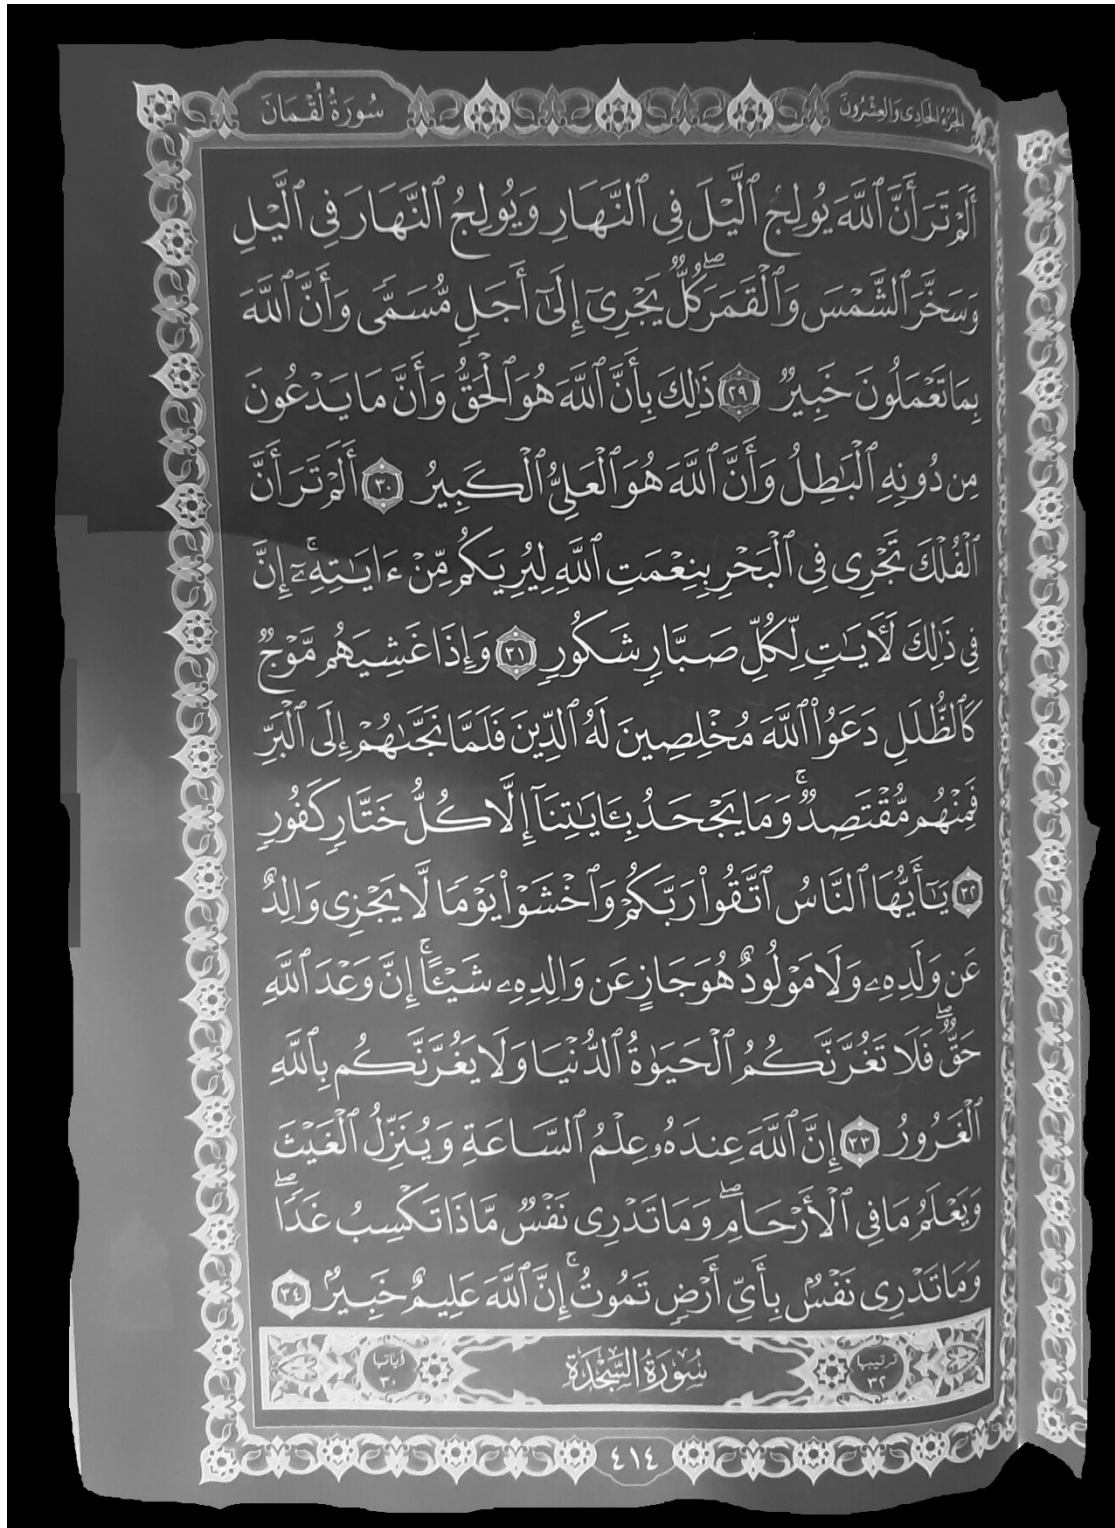 الجزء الحادي والعشرون
سورة لقمان
أَلَمْ تَرَ أَنَّ ٱللَّهَ يُولِجُ ٱلَّيْلَ فِى ٱلنَّهَارِ وَيُولِجُ ٱلنَّهَارَ فِى ٱلَّيْلِ
وَسَخَّرَ ٱلشَّمْسَ وَٱلْقَمَرَۖ كُلٌّ يَجْرِىٓ إِلَىٰٓ أَجَلٍ مُّسَمًّى وَأَنَّ ٱللَّهَ
بِمَا تَعْمَلُونَ خَبِيرٌ ٢٩ ذَٰلِكَ بِأَنَّ ٱللَّهَ هُوَ ٱلْحَقُّ وَأَنَّ مَا يَدْعُونَ
مِن دُونِهِ ٱلْبَٰطِلُ وَأَنَّ ٱللَّهَ هُوَ ٱلْعَلِىُّ ٱلْكَبِيرُ ٣٠ أَلَمْ تَرَ أَنَّ
ٱلْفُلْكَ تَجْرِى فِى ٱلْبَحْرِ بِنِعْمَتِ ٱللَّهِ لِيُرِيَكُم مِّنْ ءَايَٰتِهِۦٓۚ إِنَّ
فِى ذَٰلِكَ لَءَايَٰتٍ لِّكُلِّ صَبَّارٍ شَكُورٍ ٣١ وَإِذَا غَشِيَهُم مَّوْجٌ
كَٱلظُّلَلِ دَعَوُا۟ ٱللَّهَ مُخْلِصِينَ لَهُ ٱلدِّينَ فَلَمَّا نَجَّىٰهُمْ إِلَى ٱلْبَرِّ
فَمِنْهُم مُّقْتَصِدٌۚ وَمَا يَجْحَدُ بِـَٔايَٰتِنَآ إِلَّا كُلُّ خَتَّارٍ كَفُورٍ
٣٢ يَٰٓأَيُّهَا ٱلنَّاسُ ٱتَّقُوا۟ رَبَّكُمْ وَٱخْشَوْا۟ يَوْمًا لَّا يَجْزِى وَالِدٌ
عَن وَلَدِهِۦ وَلَا مَوْلُودٌ هُوَ جَازٍ عَن وَالِدِهِۦ شَيْـًٔاۚ إِنَّ وَعْدَ ٱللَّهِ
حَقٌّۖ فَلَا تَغُرَّنَّكُمُ ٱلْحَيَوٰةُ ٱلدُّنْيَا وَلَا يَغُرَّنَّكُم بِٱللَّهِ
ٱلْغَرُورُ ٣٣ إِنَّ ٱللَّهَ عِندَهُۥ عِلْمُ ٱلسَّاعَةِ وَيُنَزِّلُ ٱلْغَيْثَ
وَيَعْلَمُ مَا فِى ٱلْأَرْحَامِۖ وَمَا تَدْرِى نَفْسٌ مَّاذَا تَكْسِبُ غَدًاۖ
وَمَا تَدْرِى نَفْسٌۢ بِأَىِّ أَرْضٍ تَمُوتُۚ إِنَّ ٱللَّهَ عَلِيمٌ خَبِيرٌۢ ٣٤
ترتيبها ٣٢ سورة السجدة آياتها ٣٠
٤١٤